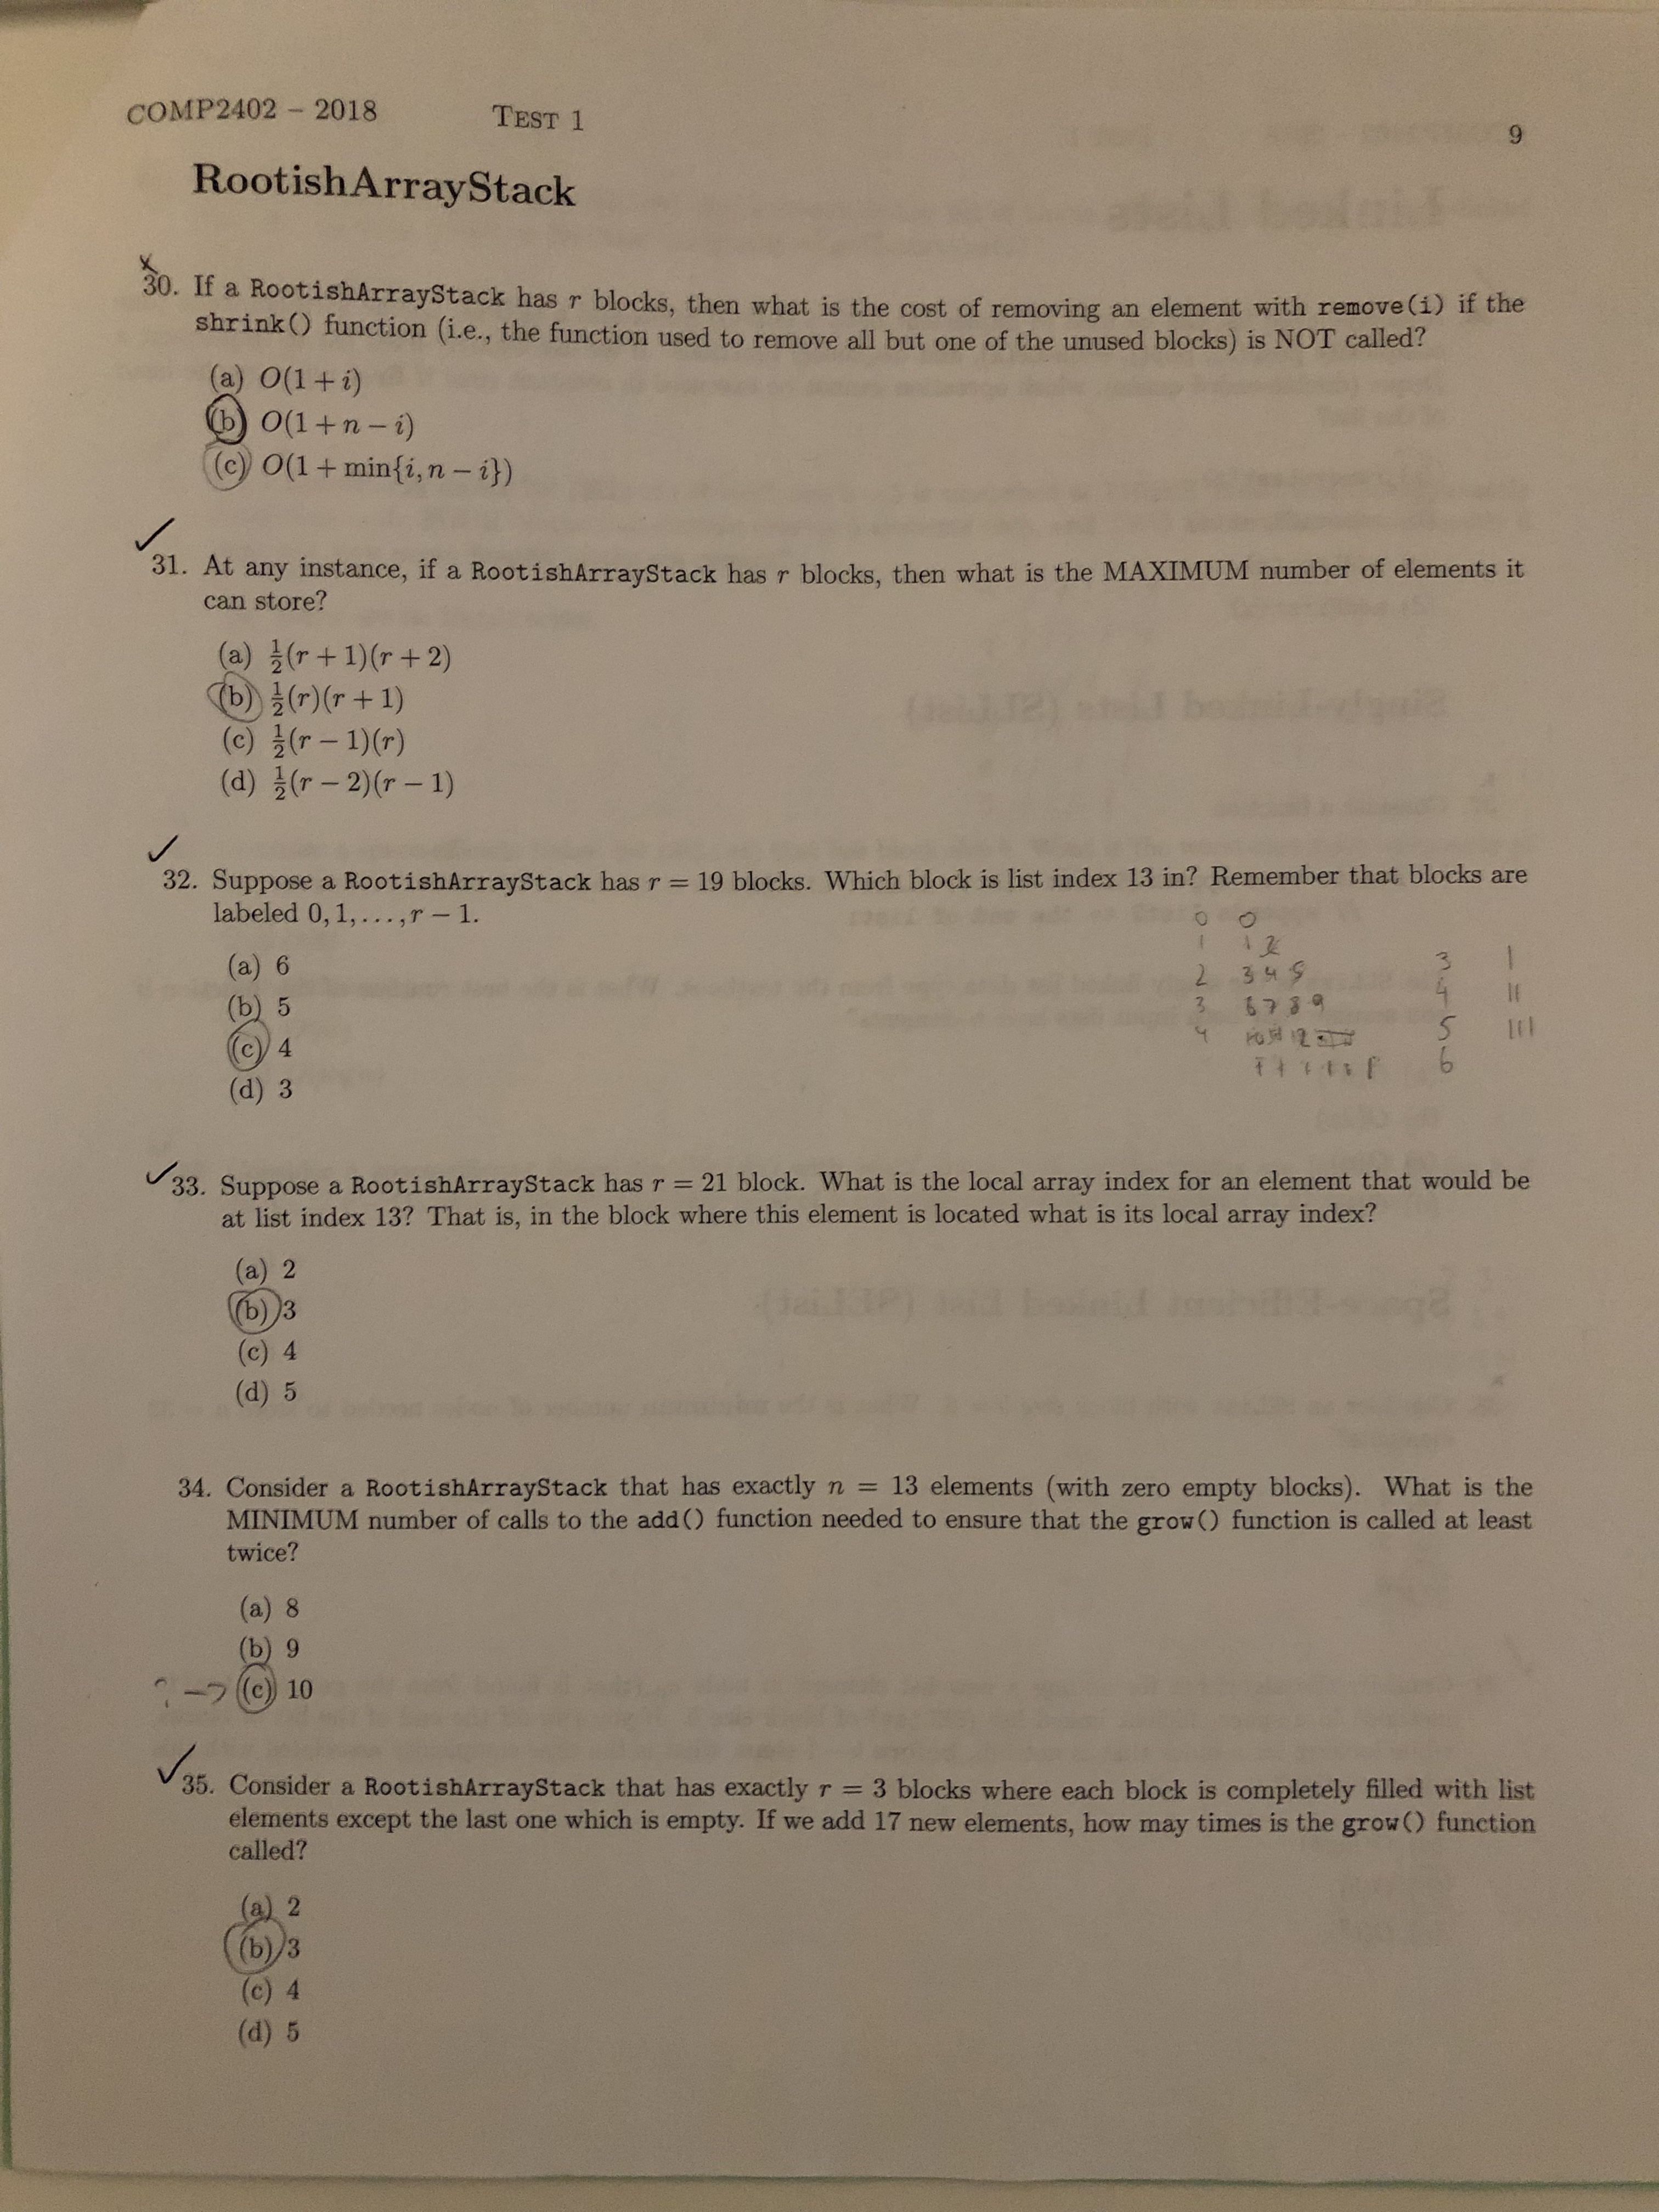 COMP2402 – 2018 TEST 1 9
RootishArrayStack
x
30. If a RootishArrayStack has r blocks, then what is the cost of removing an element with remove(i) if the
shrink() function (i.e., the function used to remove all but one of the unused blocks) is NOT called?
(a) O(1 + i)
(b) O(1 + n − i)
(c) O(1 + min{i, n − i})
✓
31. At any instance, if a RootishArrayStack has r blocks, then what is the MAXIMUM number of elements it
can store?
(a) ½(r + 1)(r + 2)
(b) ½(r)(r + 1)
(c) ½(r − 1)(r)
(d) ½(r − 2)(r − 1)
✓
32. Suppose a RootishArrayStack has r = 19 blocks. Which block is list index 13 in? Remember that blocks are
labeled 0, 1, . . . , r − 1.
(a) 6
(b) 5
(c) 4
(d) 3
0 0
1 1 2
2 3 4 5 3 |
3 6 7 8 9 4 ||
4 5 |||
6
✓
33. Suppose a RootishArrayStack has r = 21 block. What is the local array index for an element that would be
at list index 13? That is, in the block where this element is located what is its local array index?
(a) 2
(b) 3
(c) 4
(d) 5
34. Consider a RootishArrayStack that has exactly n = 13 elements (with zero empty blocks). What is the
MINIMUM number of calls to the add() function needed to ensure that the grow() function is called at least
twice?
(a) 8
(b) 9
? → (c) 10
✓
35. Consider a RootishArrayStack that has exactly r = 3 blocks where each block is completely filled with list
elements except the last one which is empty. If we add 17 new elements, how may times is the grow() function
called?
(a) 2
(b) 3
(c) 4
(d) 5